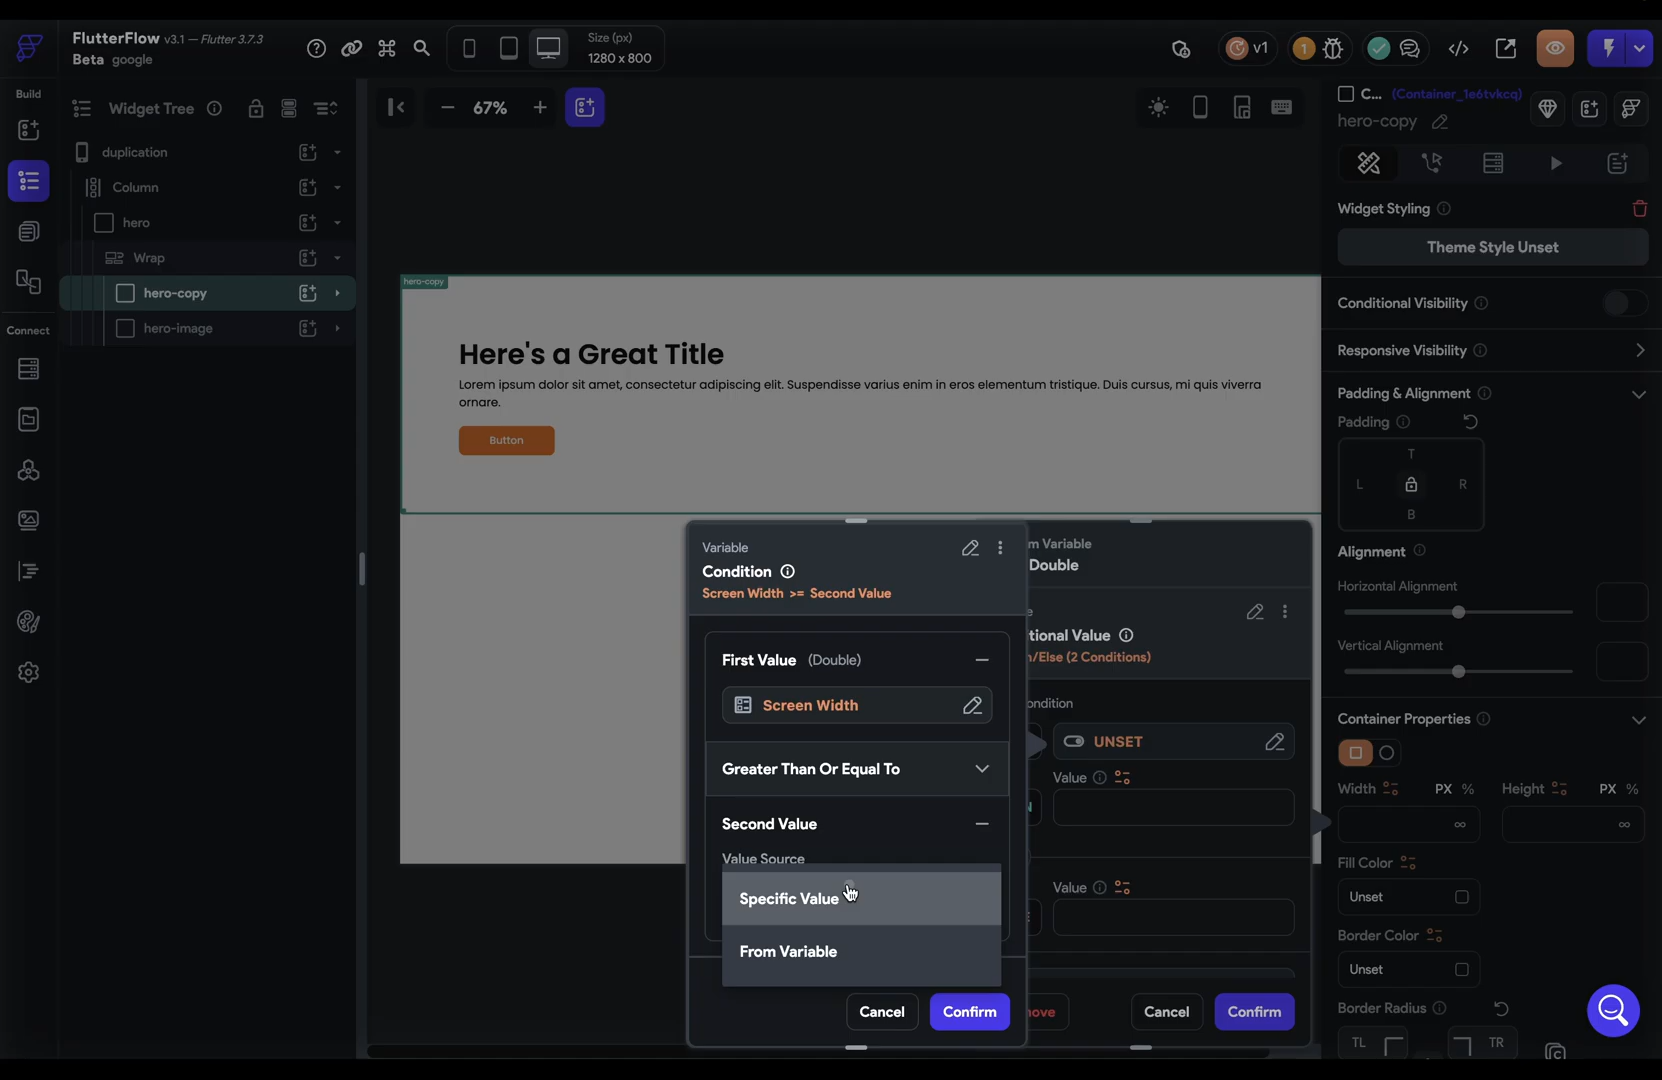 FlutterFlow v3.1 — Flutter 3.7.3
Beta google
Size (px)
1280 x 800
v1
1
Build
Connect
Widget Tree
duplication
Column
hero
Wrap
hero-copy
hero-image
67%
hero-copy
Here's a Great Title
Lorem ipsum dolor sit amet, consectetur adipiscing elit. Suspendisse varius enim in eros elementum tristique. Duis cursus, mi quis viverra
ornare.
Button
Variable
Condition
Screen Width >= Second Value
First Value (Double)
Screen Width
Greater Than Or Equal To
Second Value
Value Source
Specific Value
From Variable
Cancel
Confirm
m Variable
Double
tional Value
n/Else (2 Conditions)
ondition
UNSET
Value
Value
ove
Cancel
Confirm
C... (Container_1e6tvkcq)
hero-copy
Widget Styling
Theme Style Unset
Conditional Visibility
Responsive Visibility
Padding & Alignment
Padding
T
L
R
B
Alignment
Horizontal Alignment
Vertical Alignment
Container Properties
Width PX % Height PX %
∞ ∞
Fill Color
Unset
Border Color
Unset
Border Radius
TL TR